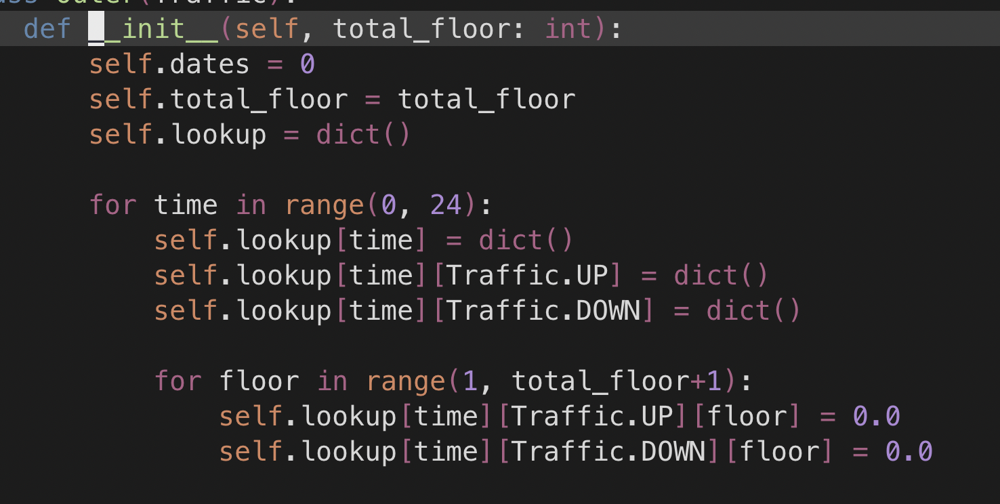 def __init__(self, total_floor: int):
self.dates = 0
self.total_floor = total_floor
self.lookup = dict()
for time in range(0, 24):
self.lookup[time] = dict()
self.lookup[time][Traffic.UP] = dict()
self.lookup[time][Traffic.DOWN] = dict()
for floor in range(1, total_floor+1):
self.lookup[time][Traffic.UP][floor] = 0.0
self.lookup[time][Traffic.DOWN][floor] = 0.0